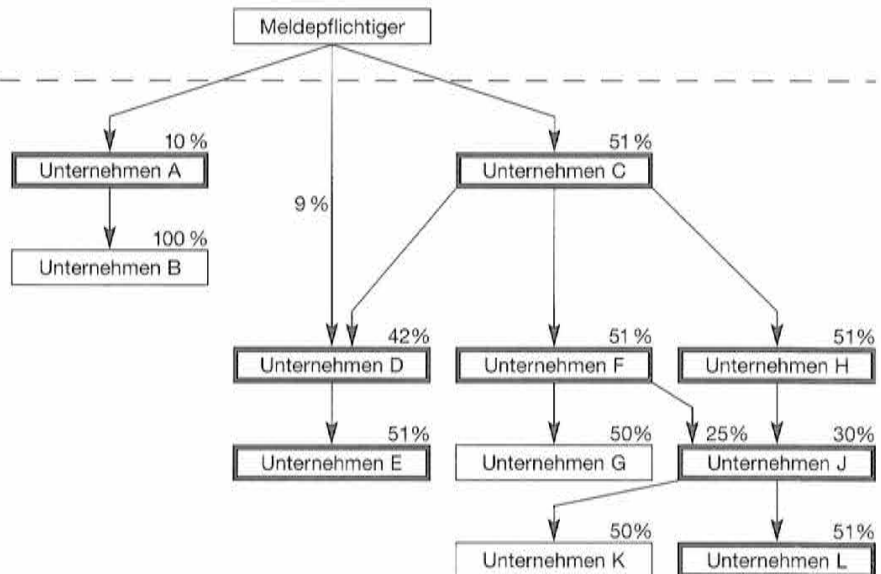 Meldepflichtiger
10 %
51 %
Unternehmen A
Unternehmen C
9 %
100 %
Unternehmen B
42%
51 %
51%
Unternehmen D
Unternehmen F
Unternehmen H
51%
50%
25%
30%
Unternehmen E
Unternehmen G
Unternehmen J
50%
51%
Unternehmen K
Unternehmen L